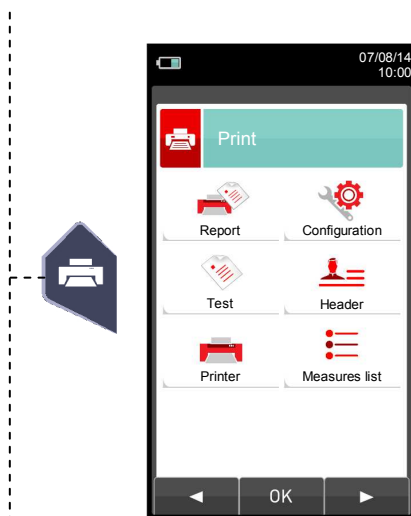 07/08/14
10:00
Print
Report Configuration
Test Header
Printer Measures list
OK